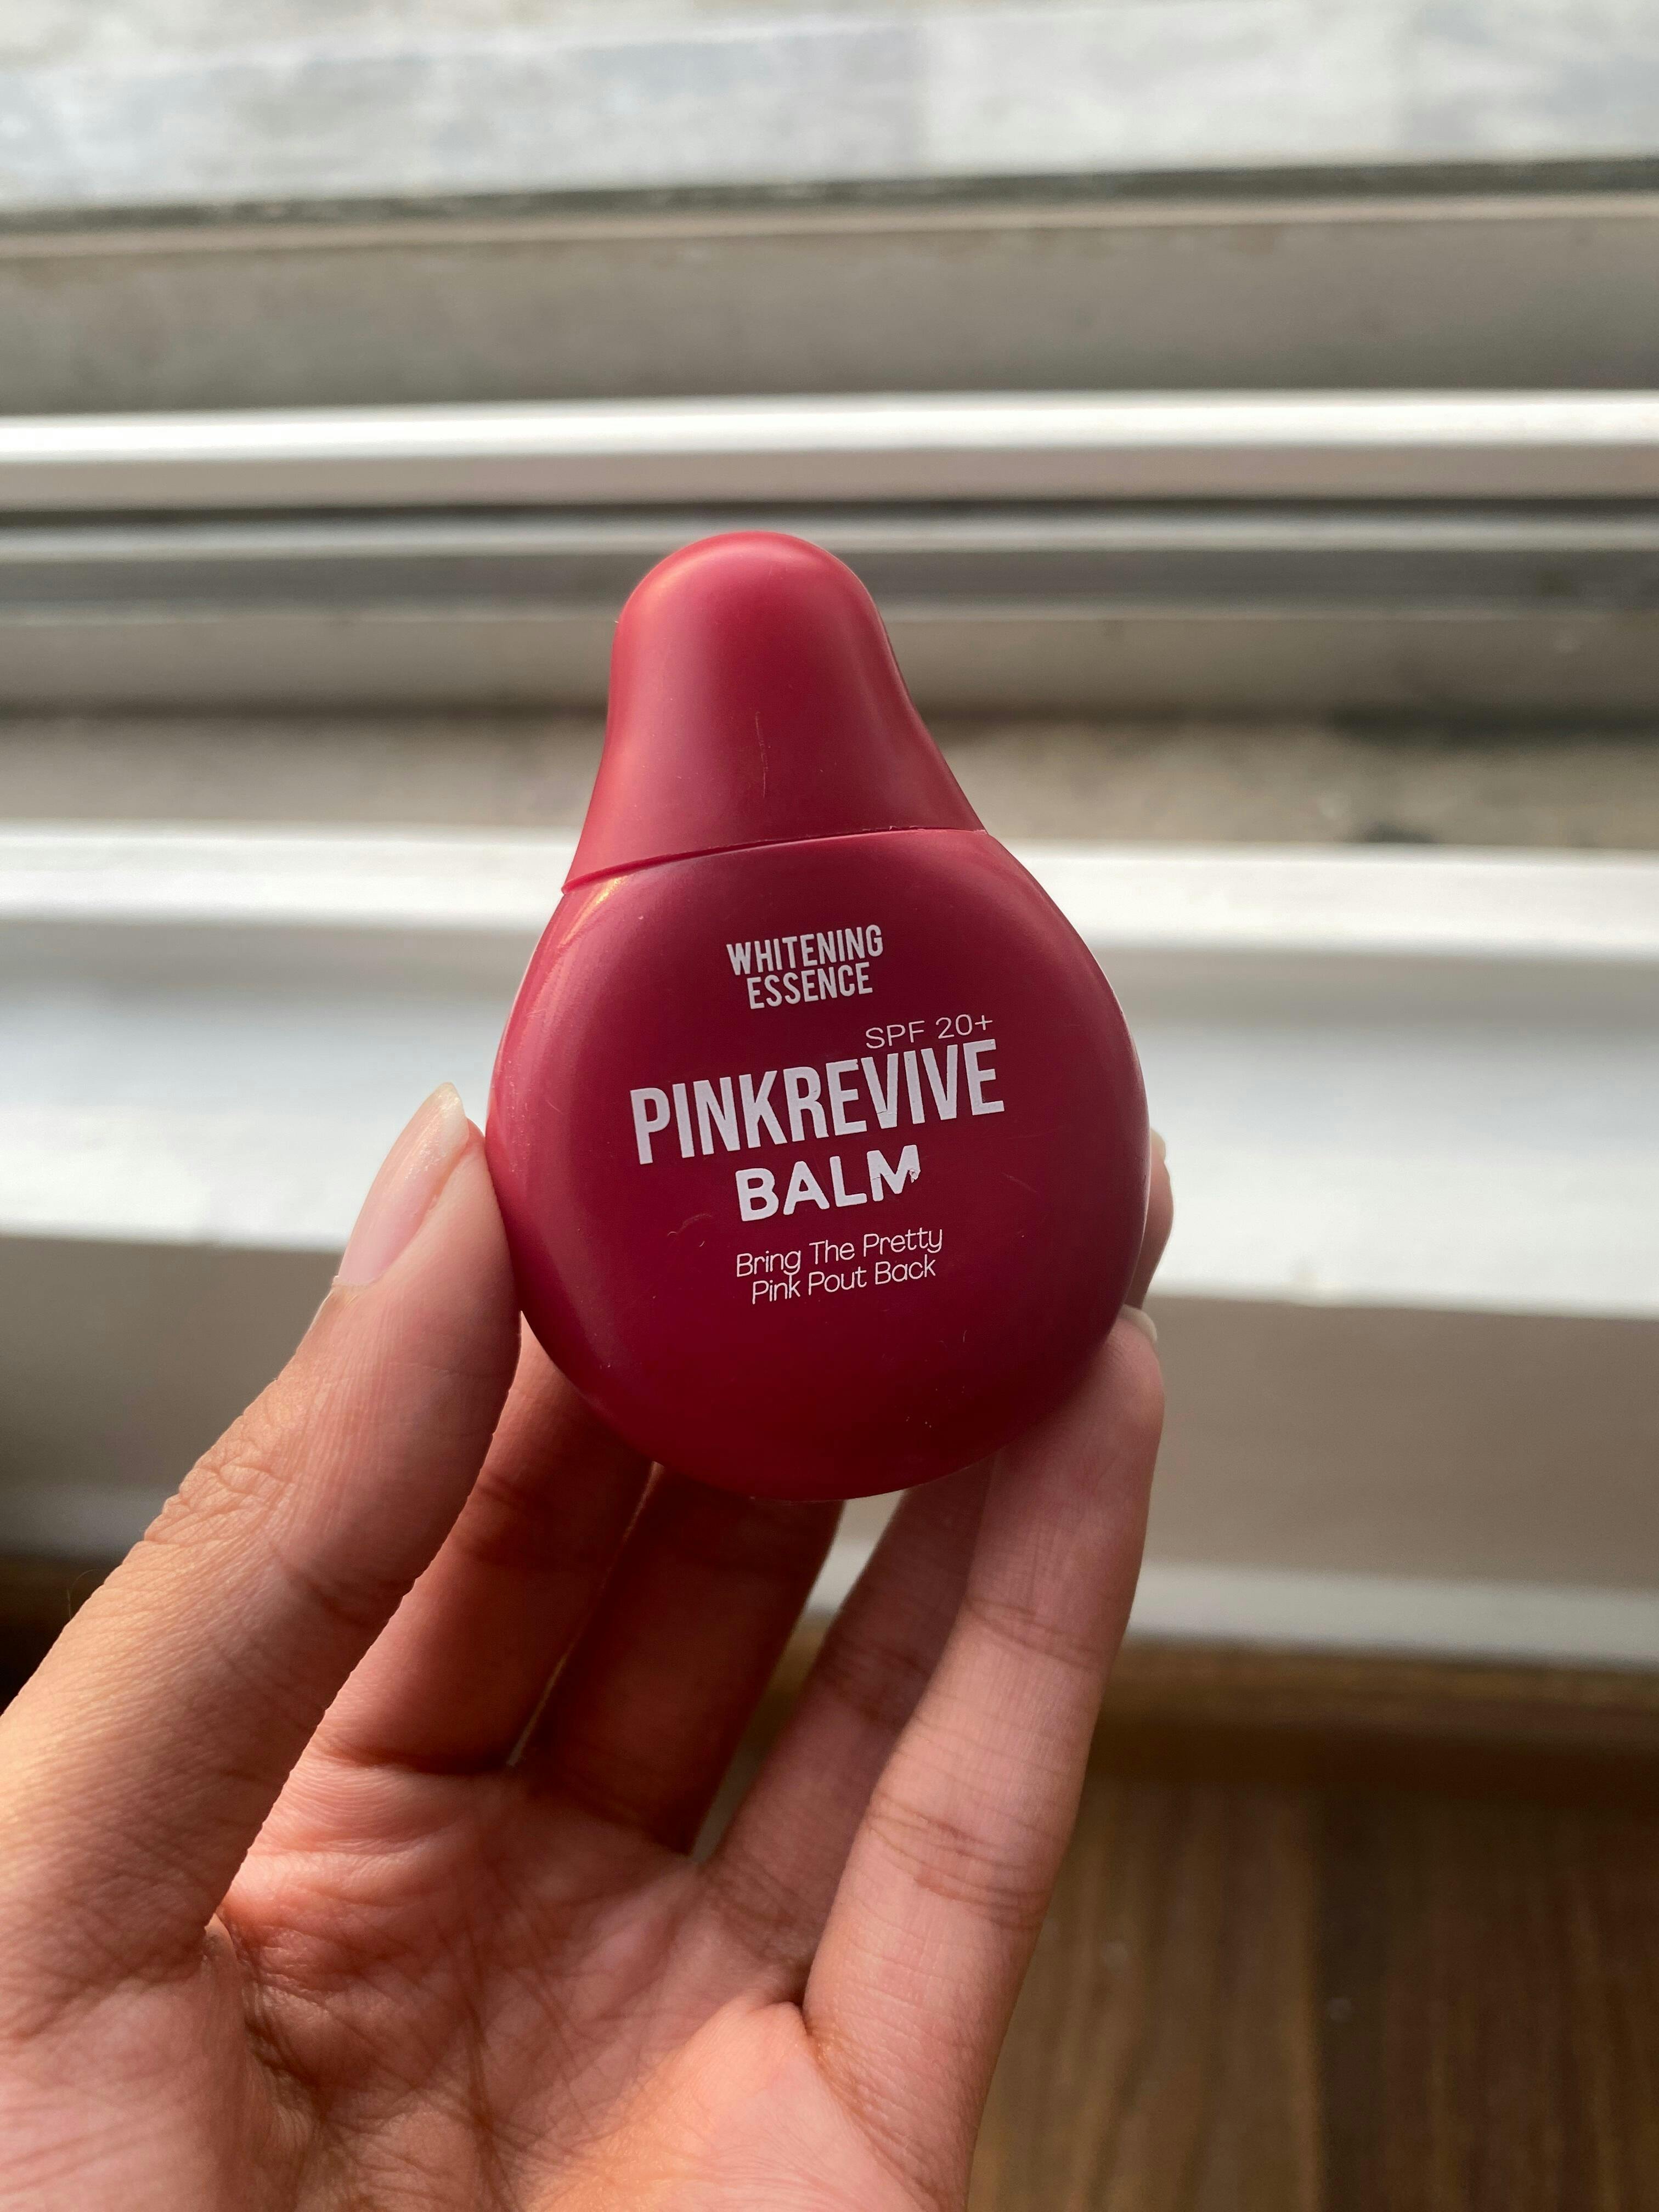 WHITENING
ESSENCE
SPF 20+
PINKREVIVE
BALM
Bring The Pretty
Pink Pout Back